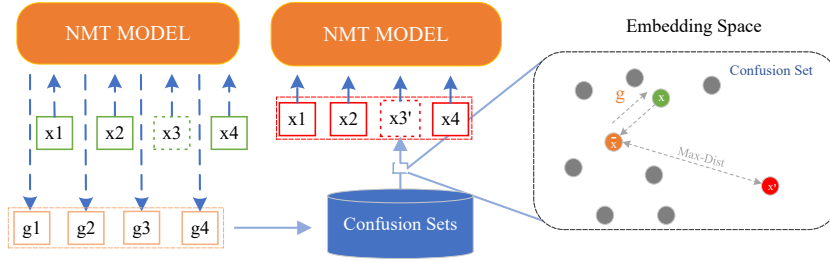 NMT MODEL
x1 x2 x3 x4
g1 g2 g3 g4
NMT MODEL
x1 x2 x3' x4
Confusion Sets
Embedding Space
Confusion Set
g
x
x̄
Max-Dist
x'